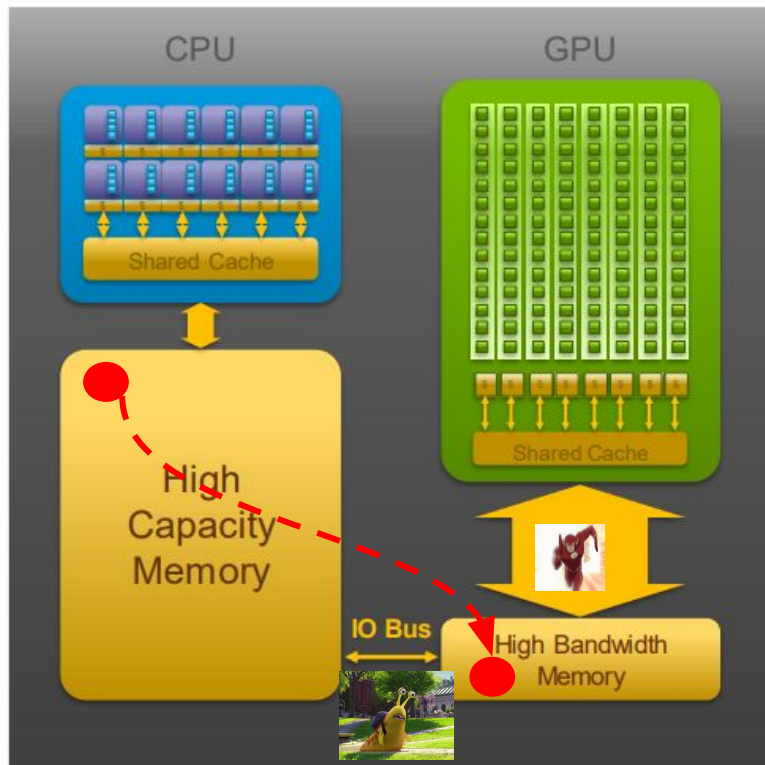 CPU
GPU
Shared Cache
High
Capacity
Memory
Shared Cache
IO Bus
High Bandwidth
Memory